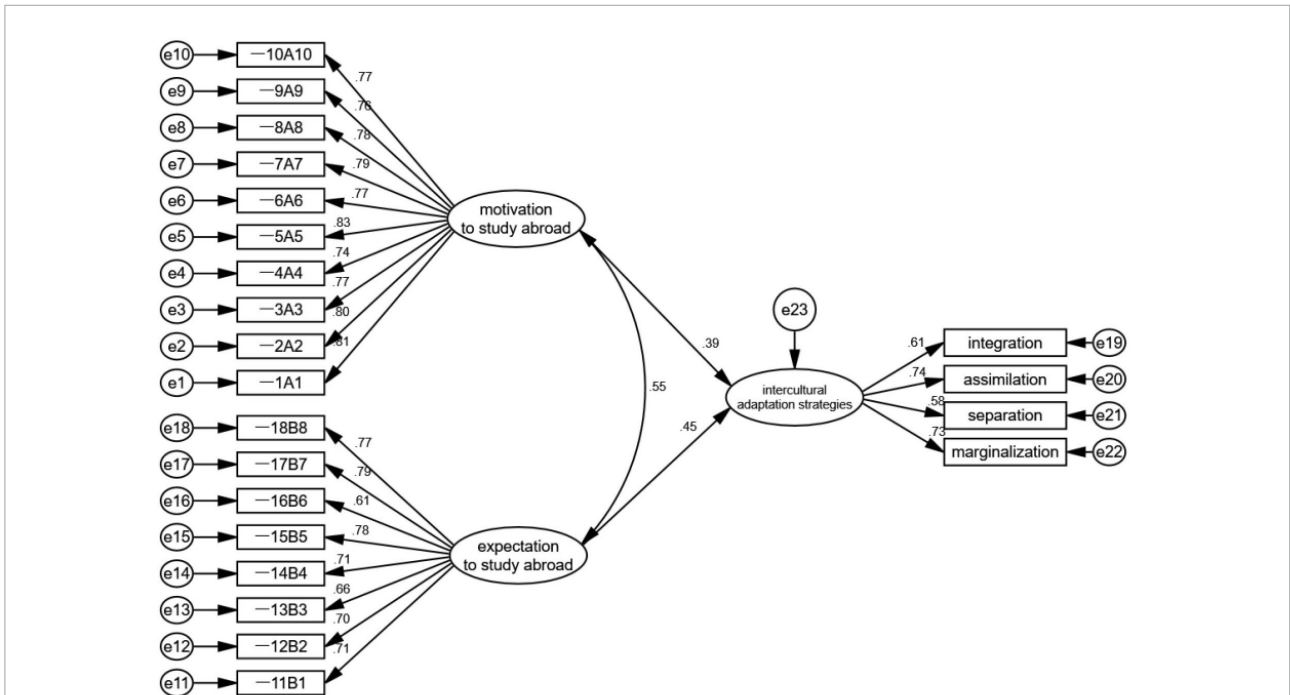 e10
—10A10
.77
e9
—9A9
.76
e8
—8A8
.78
e7
—7A7
.79
e6
—6A6
.77
e5
—5A5
.83
e4
—4A4
.74
e3
—3A3
.77
e2
—2A2
.80
e1
—1A1
.81
motivation
to study abroad
e18
—18B8
.77
e17
—17B7
.79
e16
—16B6
.61
e15
—15B5
.78
e14
—14B4
.71
e13
—13B3
.66
e12
—12B2
.70
e11
—11B1
.71
expectation
to study abroad
.39
.55
.45
e23
intercultural
adaptation strategies
.61
integration
e19
.74
assimilation
e20
.58
separation
e21
.73
marginalization
e22